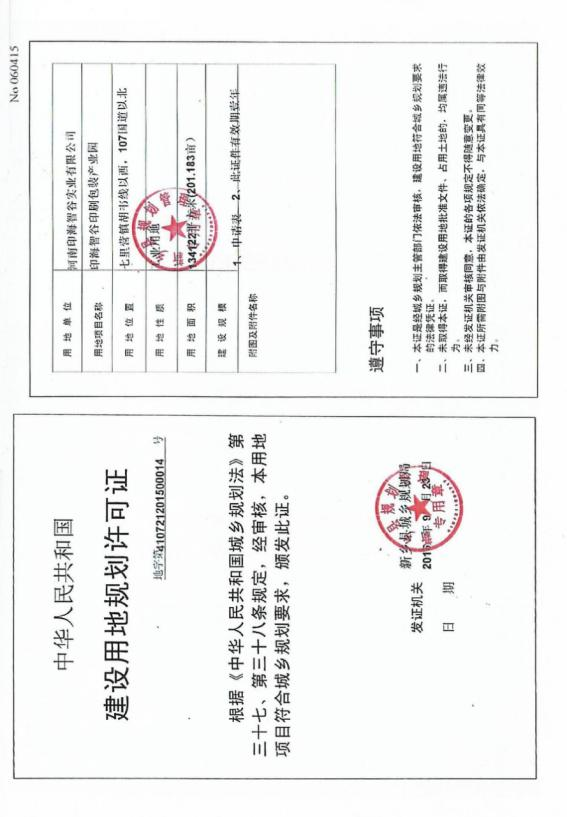 中华人民共和国
建设用地规划许可证
地字第410721201500014 号
根据《中华人民共和国城乡规划法》第
三十七、第三十八条规定，经审核，本用地
项目符合城乡规划要求，颁发此证。
发证机关 新乡县城乡规划局
日 期
专用章
No 060415
用 地 单 位 河南印海智谷实业有限公司
用地项目名称 印海智谷印刷包装产业园
用 地 位 置 七里营镇胡韦线以西，107国道以北
用 地 性 质 业用地
用 地 面 积 134122平方米(201.183亩)
建 设 规 模
附图及附件名称
1、申请表 2、此证件有效期壹年
遵守事项
一、本证是经城乡规划主管部门依法审核，建设用地符合城乡规划要求
的法律凭证。
二、未取得本证，而取得建设用地批准文件、占用土地的，均属违法行
为。
三、未经发证机关审核同意，本证的各项规定不得随意变更。
四、本证所需附图与附件由发证机关依法确定，与本证具有同等法律效
力。